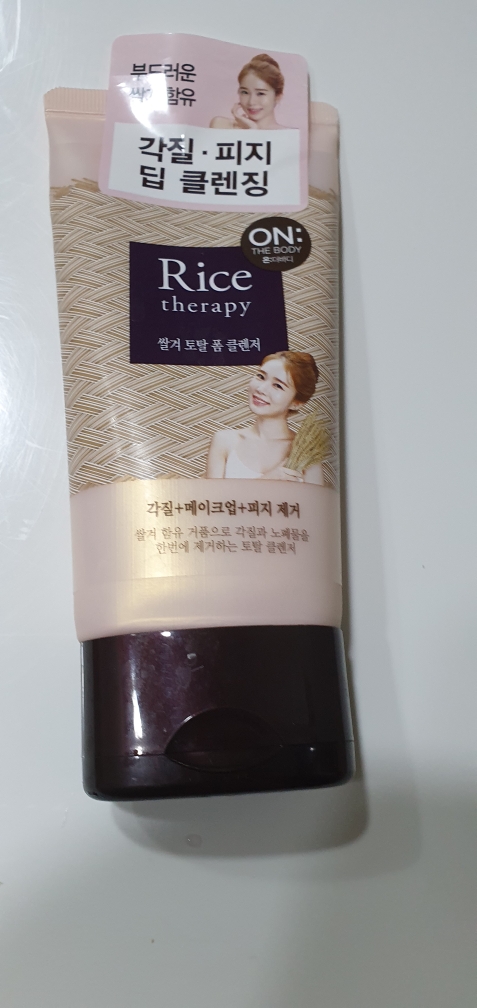 부드러운
함유
각질·피지
딥 클렌징
ON:
THE BODY
온:더바디
Rice
therapy
쌀겨 토탈 폼 클렌저
각질+메이크업+피지 제거
쌀겨 함유 거품으로 각질과 노폐물을
한번에 제거하는 토탈 클렌저